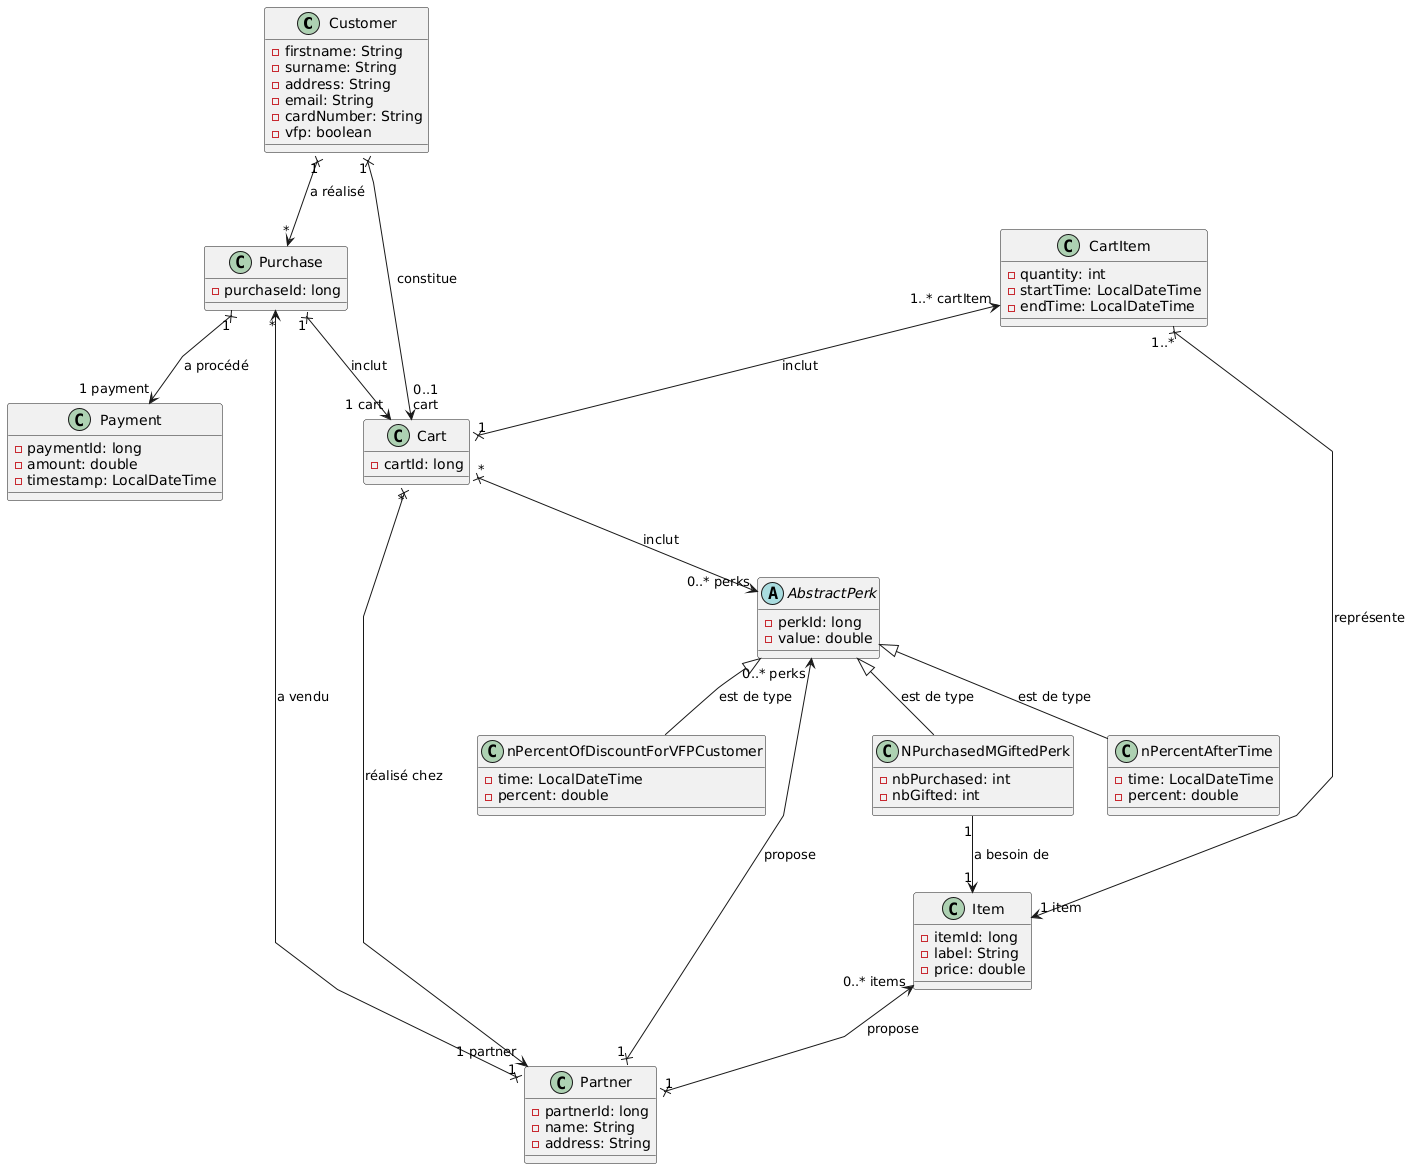 C Customer
firstname: String
surname: String
address: String
email: String
cardNumber: String
vfp: boolean
1
1
a réalisé
*
constitue
0..1
cart
C Purchase
purchaseId: long
1
*
1
a procédé
inclut
1 payment
1 cart
C CartItem
quantity: int
startTime: LocalDateTime
endTime: LocalDateTime
1..* cartItem
1..*
inclut
1
C Payment
paymentId: long
amount: double
timestamp: LocalDateTime
C Cart
cartId: long
*
*
inclut
0..* perks
A AbstractPerk
perkId: long
value: double
0..* perks
représente
a vendu
est de type
est de type
est de type
C nPercentOfDiscountForVFPCustomer
time: LocalDateTime
percent: double
C NPurchasedMGiftedPerk
nbPurchased: int
nbGifted: int
C nPercentAfterTime
time: LocalDateTime
percent: double
réalisé chez
propose
1
a besoin de
1
1 item
C Item
itemId: long
label: String
price: double
0..* items
propose
1 partner
1
1
1
C Partner
partnerId: long
name: String
address: String